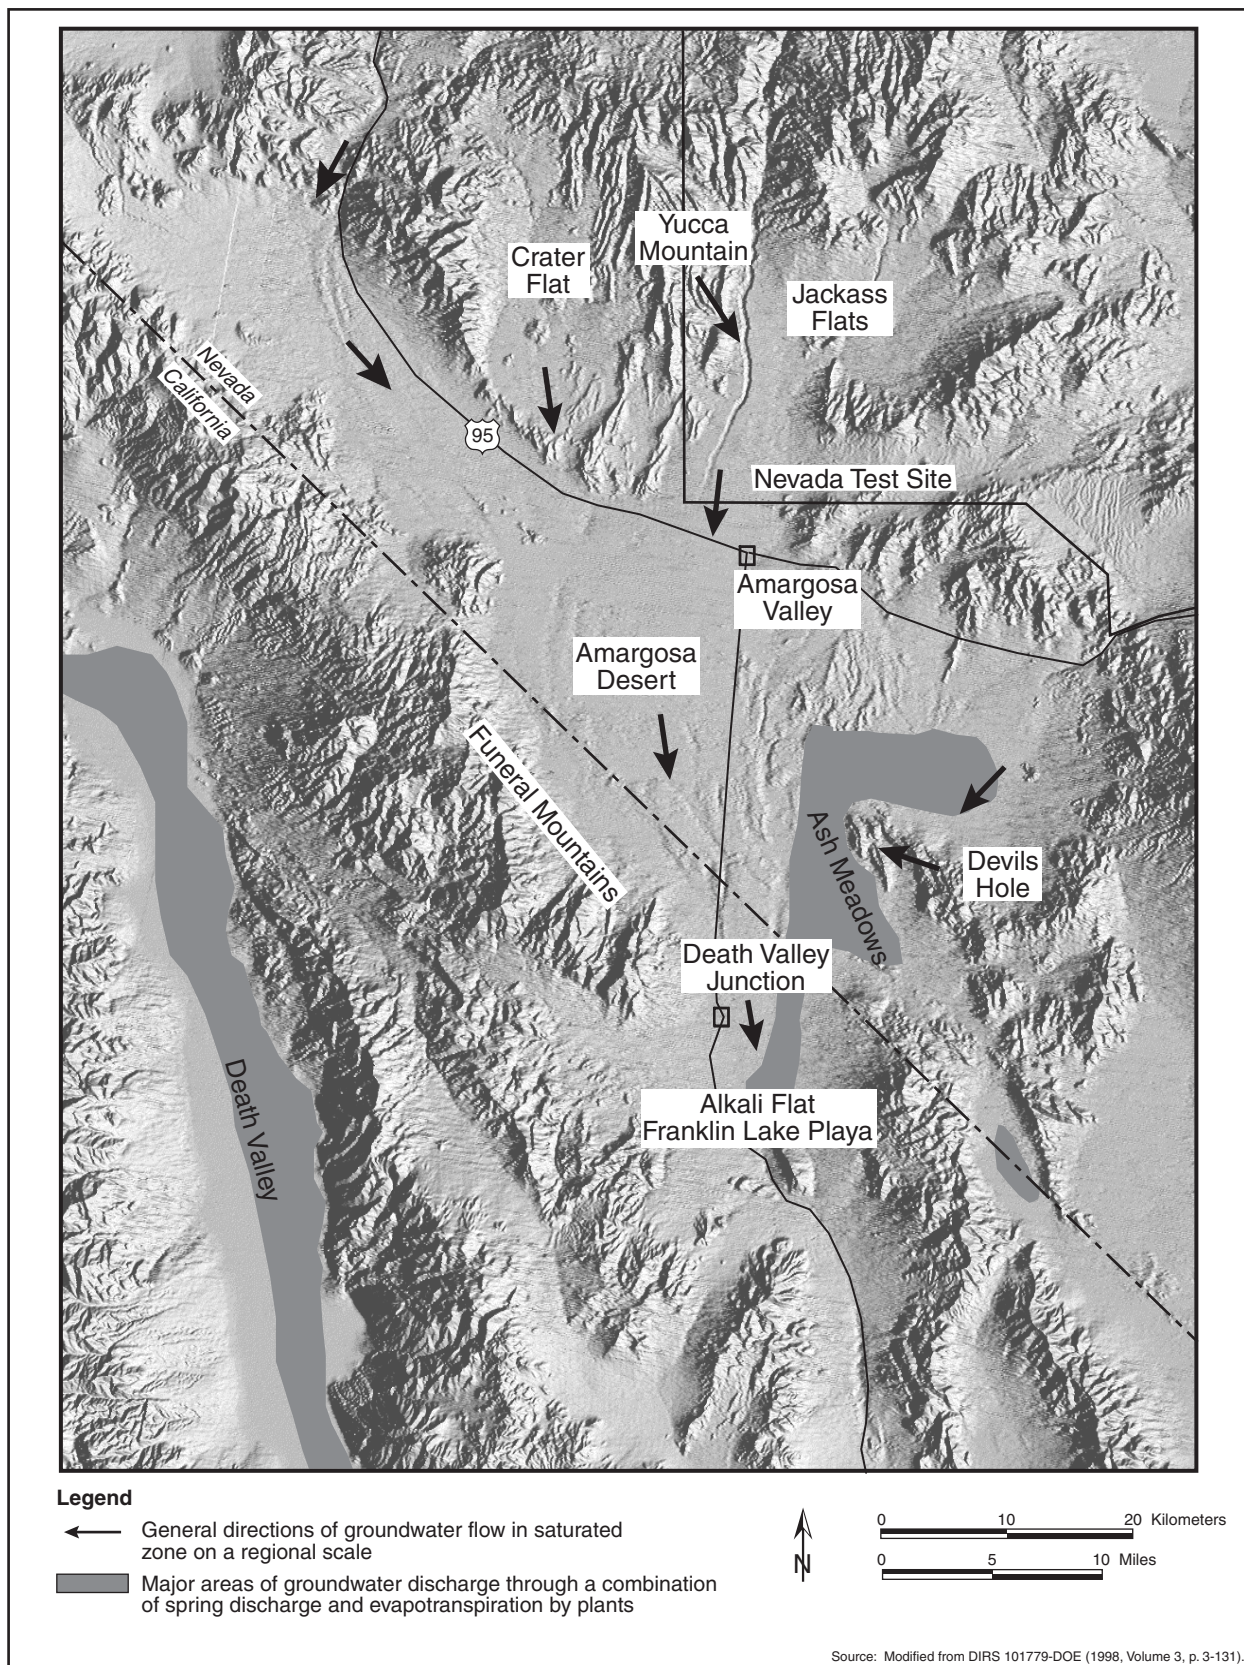 Yucca
Mountain
Crater
Flat
Jackass
Flats
Nevada
California
95
Nevada Test Site
Amargosa
Valley
Amargosa
Desert
Funeral Mountains
Ash Meadows
Devils
Hole
Death Valley
Junction
Death Valley
Alkali Flat
Franklin Lake Playa
Legend
General directions of groundwater flow in saturated
zone on a regional scale
Major areas of groundwater discharge through a combination
of spring discharge and evapotranspiration by plants
N
0 10 20 Kilometers
0 5 10 Miles
Source: Modified from DIRS 101779-DOE (1998, Volume 3, p. 3-131).